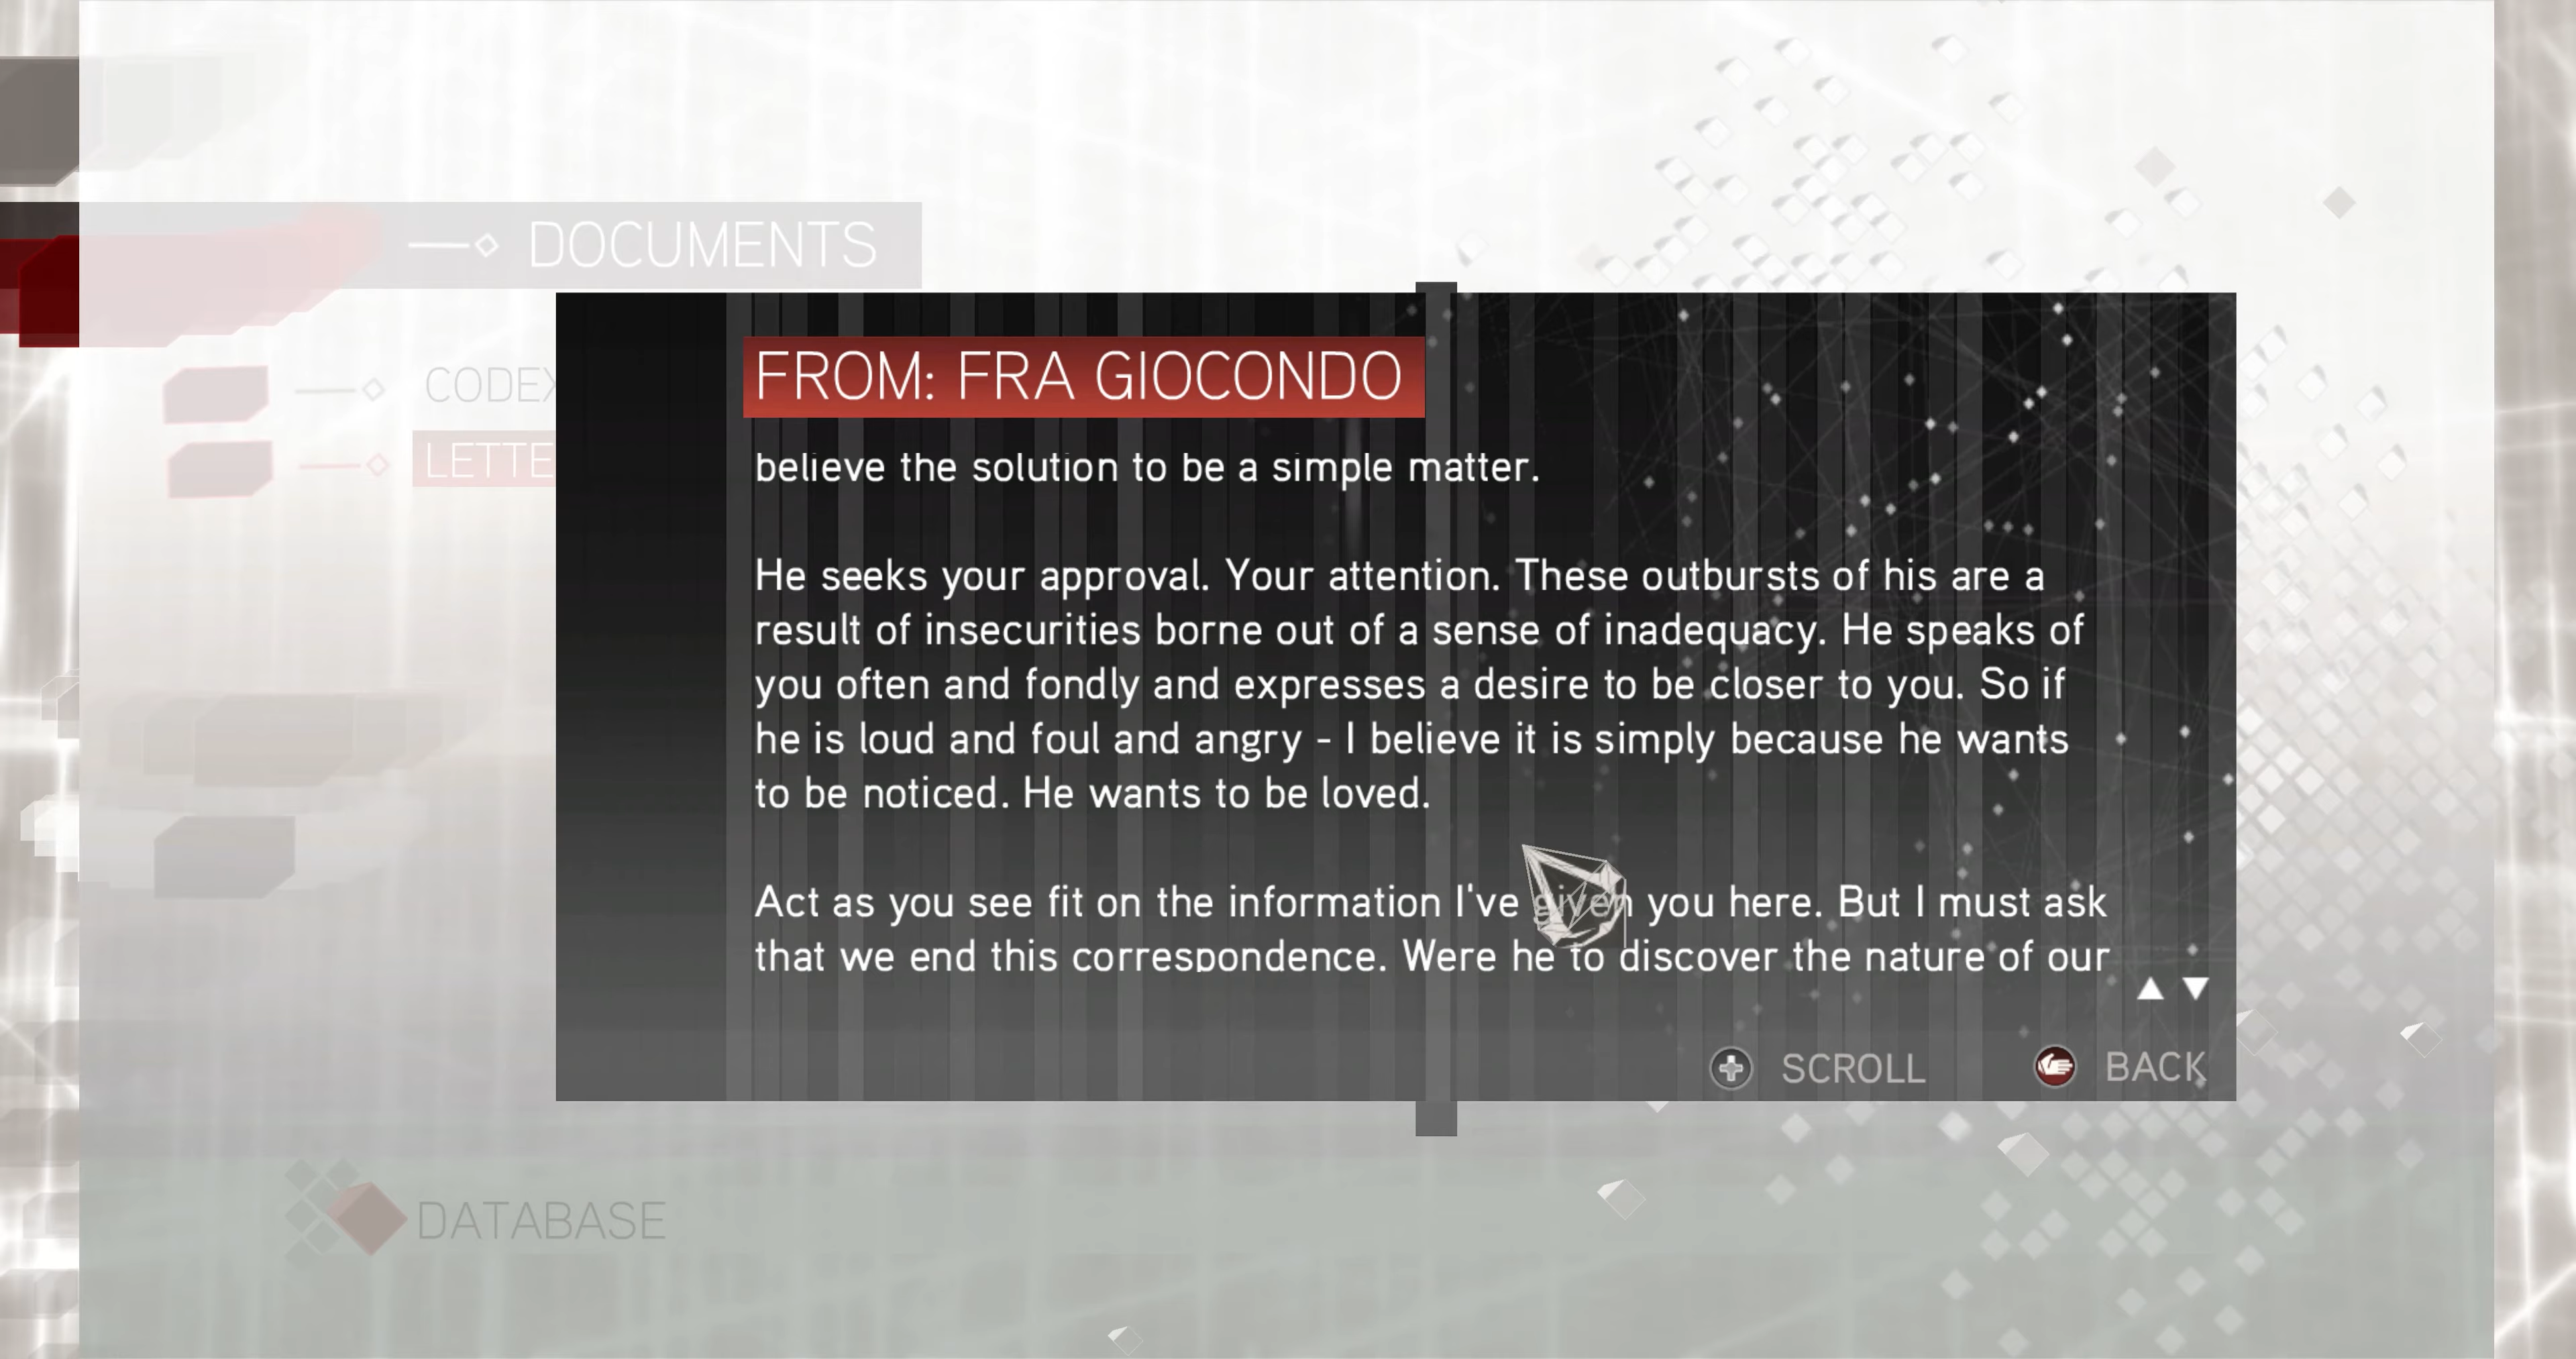 DOCUMENTS
CODEX
LETTE
FROM: FRA GIOCONDO
believe the solution to be a simple matter.
He seeks your approval. Your attention. These outbursts of his are a
result of insecurities borne out of a sense of inadequacy. He speaks of
you often and fondly and expresses a desire to be closer to you. So if
he is loud and foul and angry - I believe it is simply because he wants
to be noticed. He wants to be loved.
Act as you see fit on the information I've given you here. But I must ask
that we end this correspondence. Were he to discover the nature of our
SCROLL
BACK
DATABASE